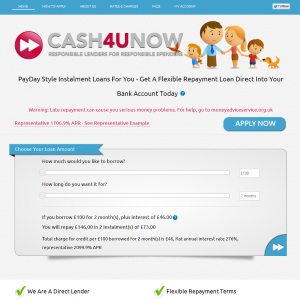 HOME
HOW TO APPLY
RATES & CHARGES
FAQS
ABOUT US
CASH4UNOW
RESPONSIBLE LENDERS FOR RESPONSIBLE SPENDING
PayDay Style Instalment Loans For You - Get A Flexible Repayment Loan Direct Into Your
Bank Account Today
Warning: Late repayment can cause you serious money problems. For help, go to moneyadviceservice.org.uk
Representative 1706.9% APR - See Representative Example
APPLY NOW
Choose Your Loan Amount
How much would you like to borrow?
£100
How long do you want it for?
2 months
If you borrow £100 for 2 month(s), plus interest of £46.00
You will repay £146.00 in 2 instalment(s) of £73.00
Total charge for credit per £100 borrowed for 2 month(s) is £46, flat annual interest rate 276%,
representative 2099.9% APR
We Are A Direct Lender
Flexible Repayment Terms